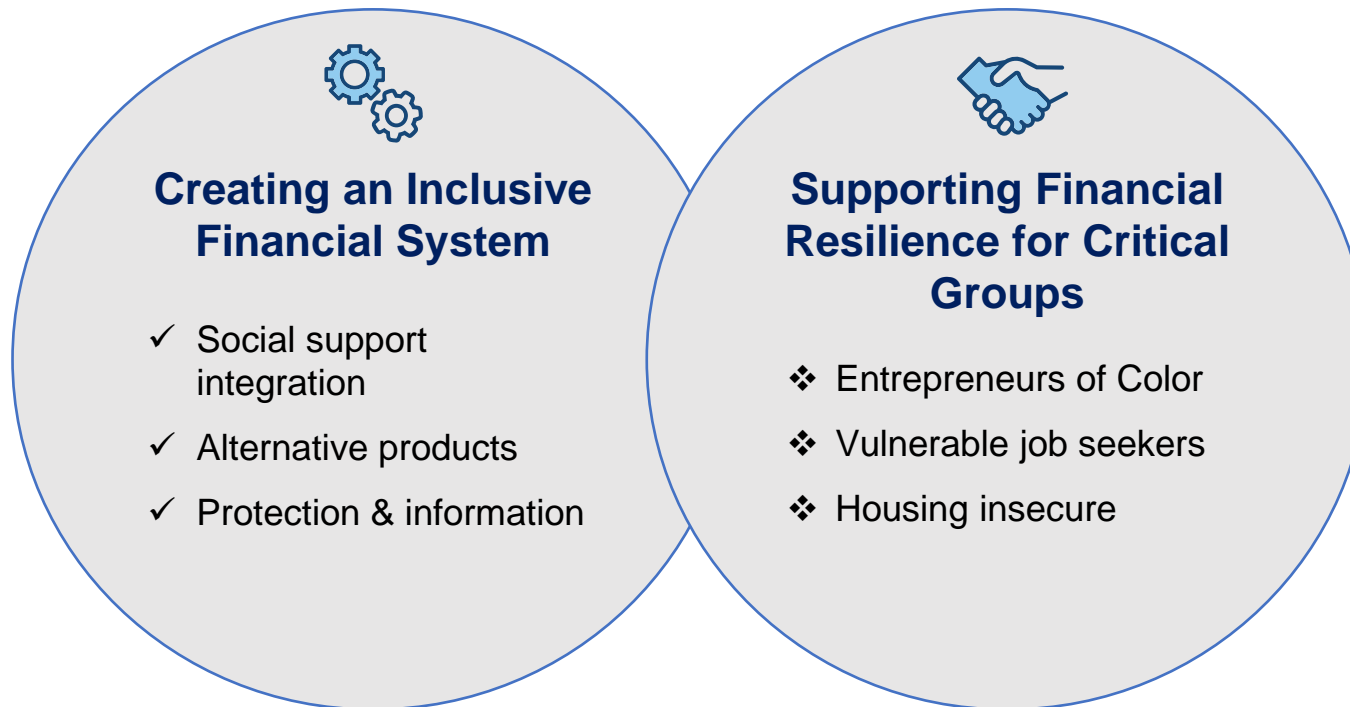 Creating an Inclusive
Financial System
✓ Social support
integration
✓ Alternative products
✓ Protection & information
Supporting Financial
Resilience for Critical
Groups
❖ Entrepreneurs of Color
❖ Vulnerable job seekers
❖ Housing insecure